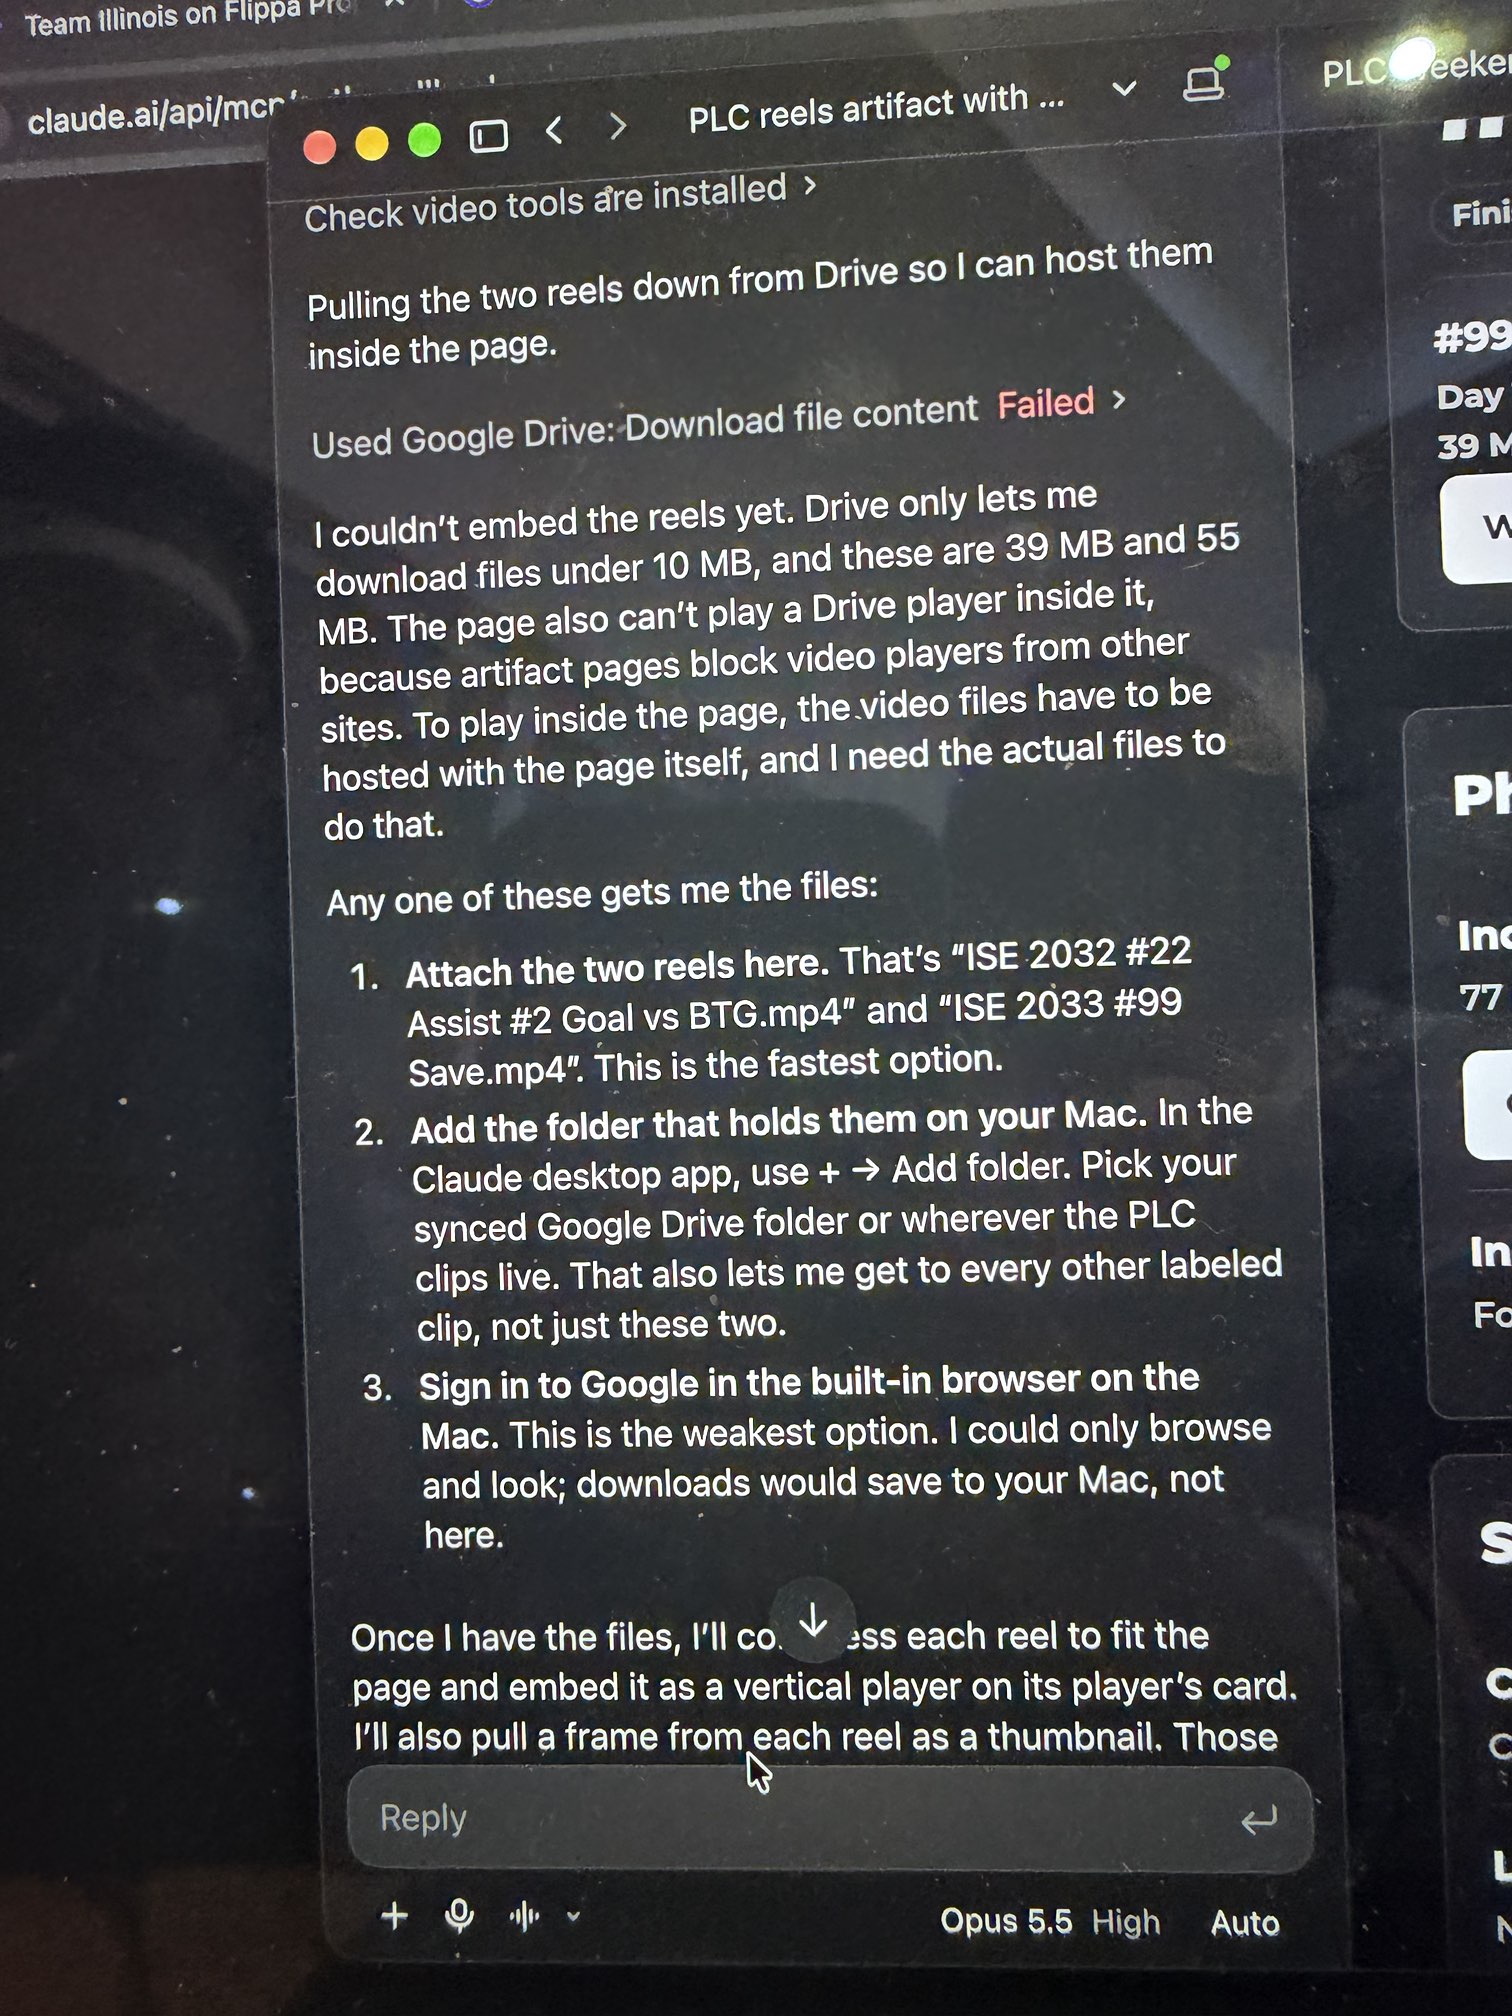 Team Illinois on Flippa Pro
claude.ai/api/mcp/
PLC reels artifact with ...
PLC
Check video tools are installed >
Pulling the two reels down from Drive so I can host them
inside the page.
Used Google Drive: Download file content Failed >
I couldn't embed the reels yet. Drive only lets me
download files under 10 MB, and these are 39 MB and 55
MB. The page also can't play a Drive player inside it,
because artifact pages block video players from other
sites. To play inside the page, the video files have to be
hosted with the page itself, and I need the actual files to
do that.
Any one of these gets me the files:
1. Attach the two reels here. That's "ISE 2032 #22
Assist #2 Goal vs BTG.mp4" and "ISE 2033 #99
Save.mp4". This is the fastest option.
2. Add the folder that holds them on your Mac. In the
Claude desktop app, use + → Add folder. Pick your
synced Google Drive folder or wherever the PLC
clips live. That also lets me get to every other labeled
clip, not just these two.
3. Sign in to Google in the built-in browser on the
Mac. This is the weakest option. I could only browse
and look; downloads would save to your Mac, not
here.
Once I have the files, I'll co ess each reel to fit the
page and embed it as a vertical player on its player's card.
I'll also pull a frame from each reel as a thumbnail. Those
Reply
Opus 5.5 High Auto
Fini
#99
Day
39 M
W
Ph
Inc
77
In
Fo
S